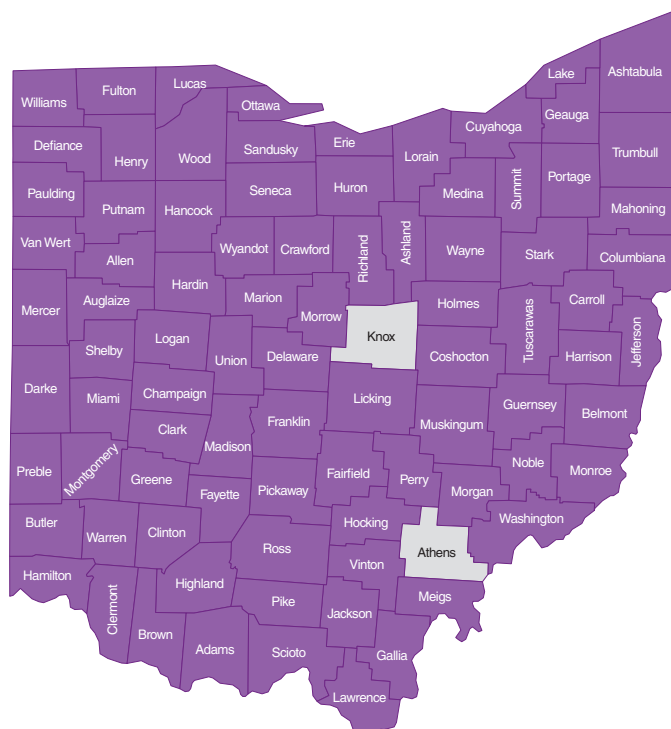 Lake
Ashtabula
Lucas
Fulton
Williams
Ottawa
Geauga
Cuyahoga
Defiance
Henry
Wood
Sandusky
Erie
Lorain
Trumbull
Summit
Portage
Paulding
Seneca
Huron
Medina
Putnam
Hancock
Mahoning
Van Wert
Allen
Wyandot
Crawford
Richland
Ashland
Wayne
Stark
Columbiana
Hardin
Mercer
Auglaize
Marion
Morrow
Holmes
Tuscarawas
Carroll
Jefferson
Knox
Logan
Shelby
Union
Delaware
Coshocton
Harrison
Darke
Miami
Champaign
Licking
Guernsey
Belmont
Clark
Franklin
Muskingum
Madison
Montgomery
Preble
Greene
Fairfield
Perry
Noble
Monroe
Fayette
Pickaway
Morgan
Butler
Warren
Clinton
Hocking
Washington
Ross
Athens
Vinton
Hamilton
Highland
Meigs
Clermont
Pike
Jackson
Brown
Adams
Scioto
Gallia
Lawrence